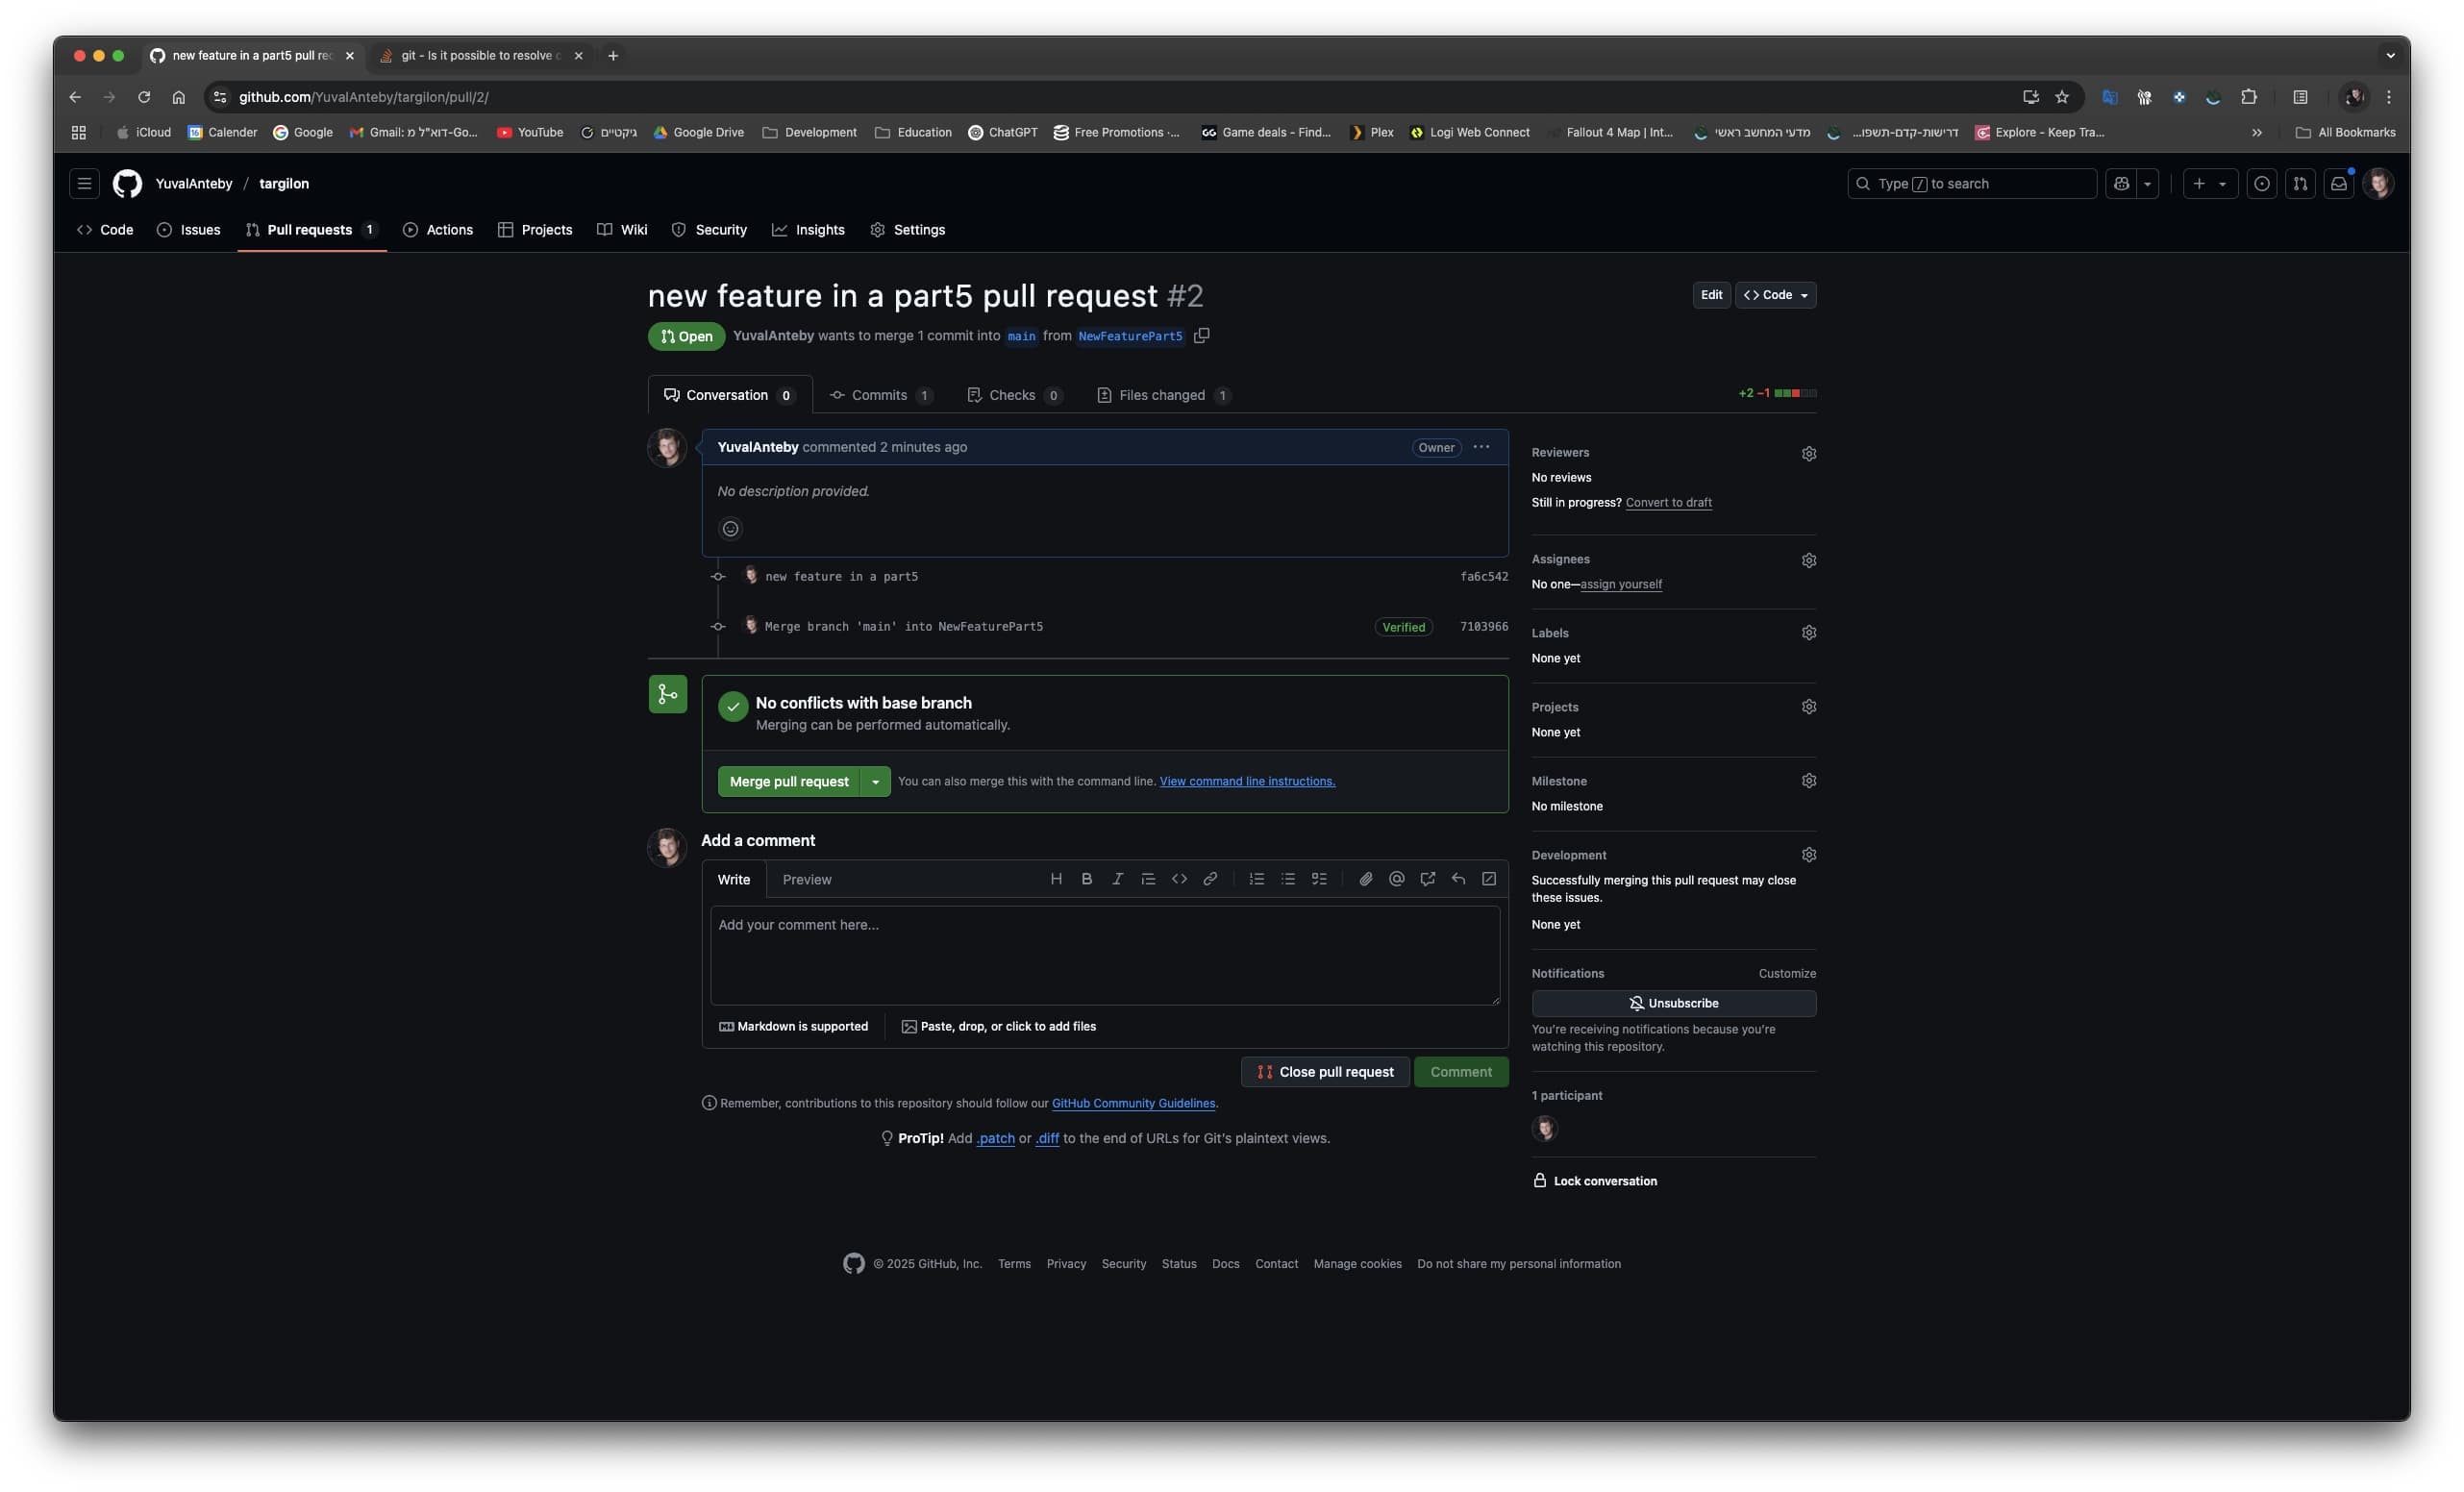 new feature in a part5 pull rec
git - Is it possible to resolve c
github.com/YuvalAnteby/targilon/pull/2/
iCloud
Calender
Google
Gmail: דוא"ל מ-Go...
YouTube
גיקטיים
Google Drive
Development
Education
ChatGPT
Free Promotions -...
GG Game deals - Find...
Plex
Logi Web Connect
Fallout 4 Map | Int...
מדעי המחשב ראשי
דרישות-קדם-תשפו...
Explore - Keep Tra...
All Bookmarks
YuvalAnteby / targilon
Type / to search
Code
Issues
Pull requests 1
Actions
Projects
Wiki
Security
Insights
Settings
new feature in a part5 pull request #2
Edit
Code
Open
YuvalAnteby wants to merge 1 commit into main from NewFeaturePart5
Conversation 0
Commits 1
Checks 0
Files changed 1
+2 −1
YuvalAnteby commented 2 minutes ago
Owner
No description provided.
new feature in a part5
fa6c542
Merge branch 'main' into NewFeaturePart5
Verified
7103966
No conflicts with base branch
Merging can be performed automatically.
Merge pull request
You can also merge this with the command line. View command line instructions.
Add a comment
Write
Preview
Add your comment here...
Markdown is supported
Paste, drop, or click to add files
Close pull request
Comment
Remember, contributions to this repository should follow our GitHub Community Guidelines.
ProTip! Add .patch or .diff to the end of URLs for Git's plaintext views.
Reviewers
No reviews
Still in progress? Convert to draft
Assignees
No one—assign yourself
Labels
None yet
Projects
None yet
Milestone
No milestone
Development
Successfully merging this pull request may close
these issues.
None yet
Notifications
Customize
Unsubscribe
You're receiving notifications because you're
watching this repository.
1 participant
Lock conversation
© 2025 GitHub, Inc.
Terms
Privacy
Security
Status
Docs
Contact
Manage cookies
Do not share my personal information